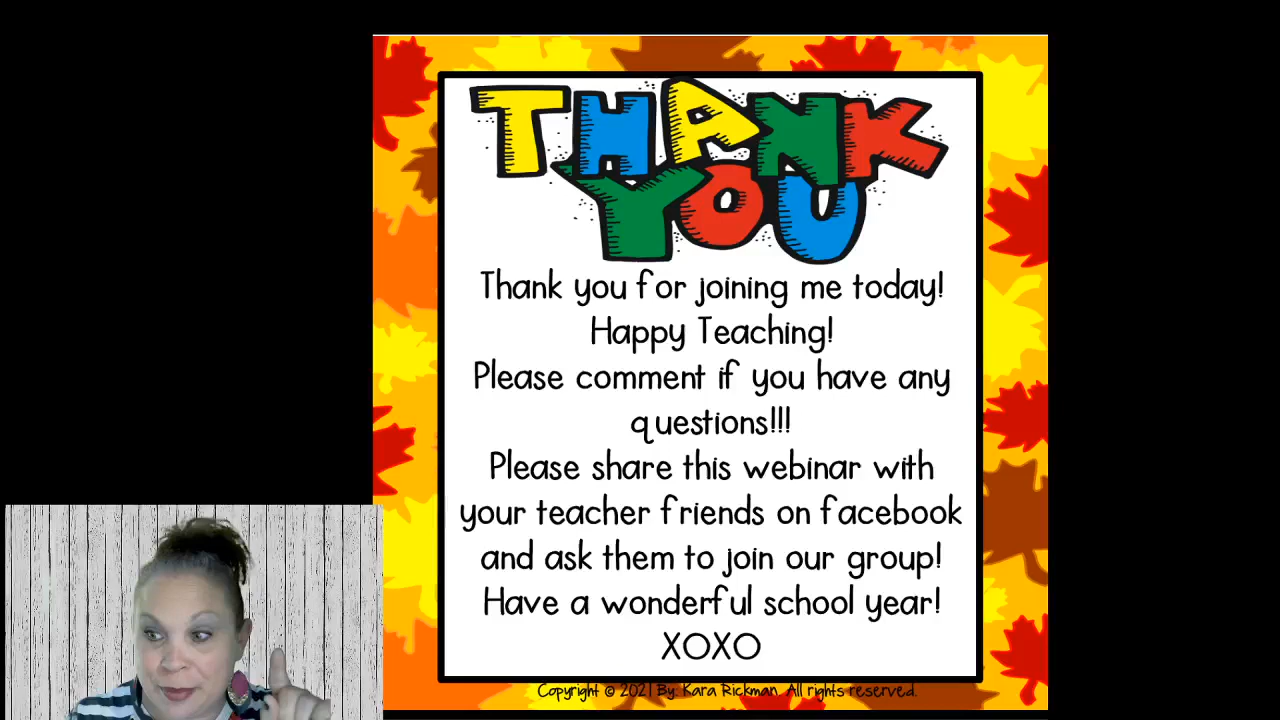 THANK
YOU
Thank you for joining me today!
Happy Teaching!
Please comment if you have any
questions!!!
Please share this webinar with
your teacher friends on facebook
and ask them to join our group!
Have a wonderful school year!
XOXO
Copyright © 2021 By: Kara Rickman All rights reserved.